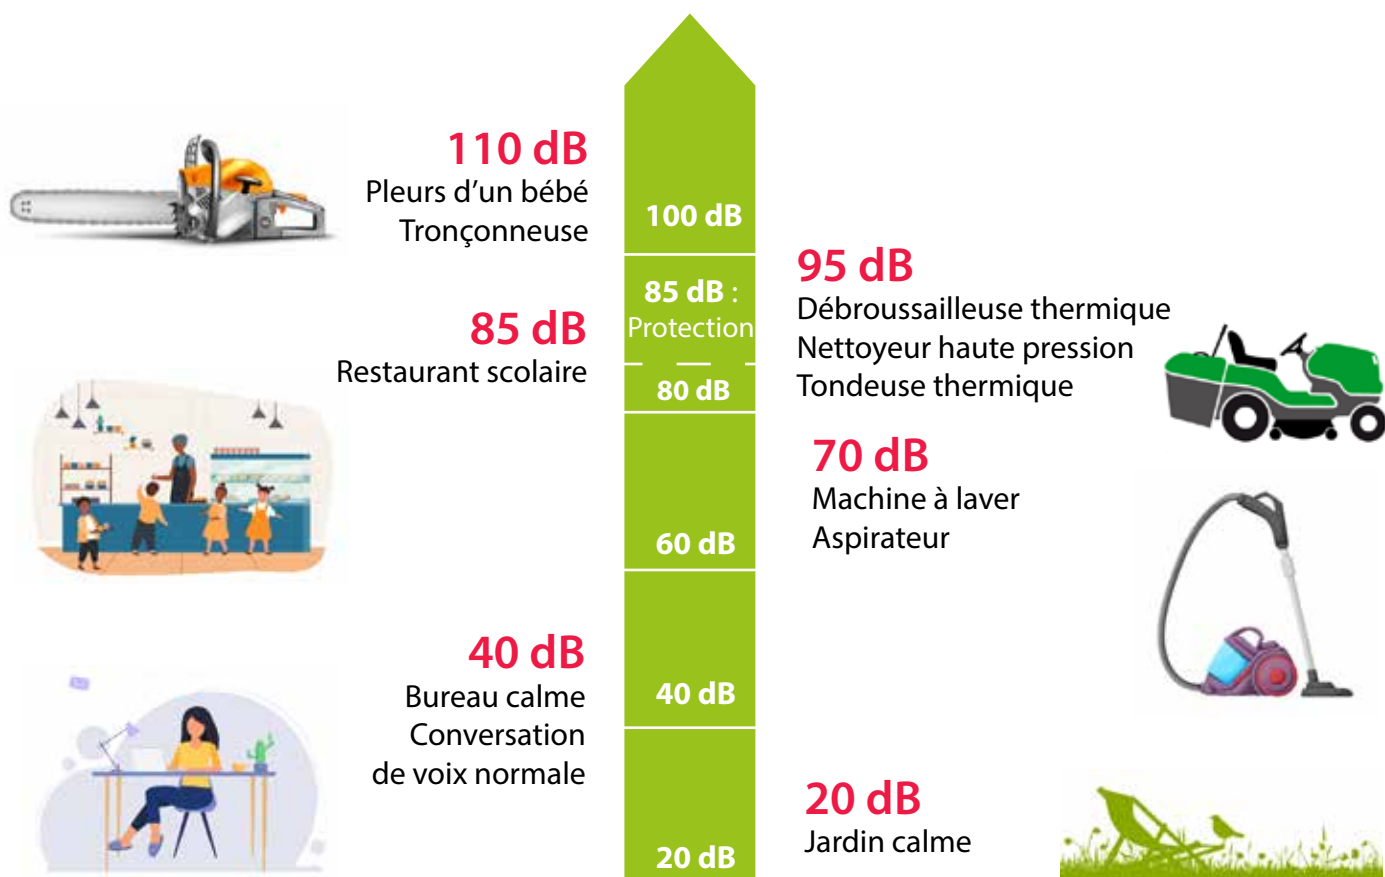 110 dB
Pleurs d’un bébé
Tronçonneuse
85 dB
Restaurant scolaire
40 dB
Bureau calme
Conversation
de voix normale
100 dB
85 dB :
Protection
80 dB
60 dB
40 dB
20 dB
95 dB
Débroussailleuse thermique
Nettoyeur haute pression
Tondeuse thermique
70 dB
Machine à laver
Aspirateur
20 dB
Jardin calme